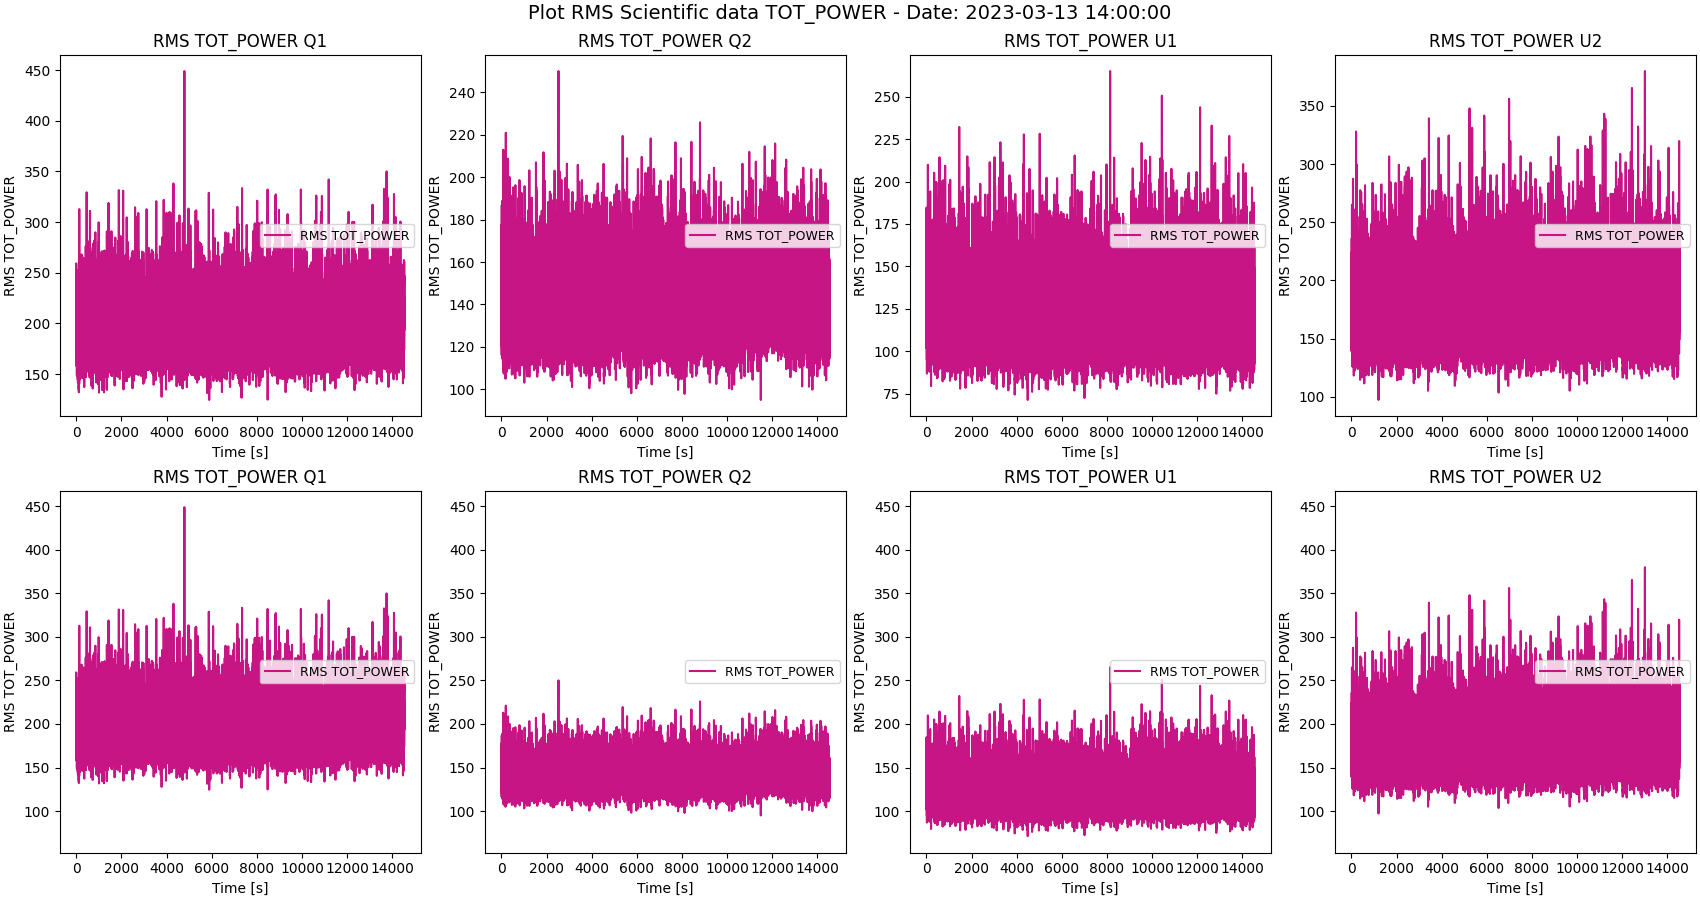 Plot RMS Scientific data TOT_POWER - Date: 2023-03-13 14:00:00
RMS TOT_POWER Q1
RMS TOT_POWER
450
400
350
300
250
200
150
RMS TOT_POWER
0 2000 4000 6000 8000 10000 12000 14000
Time [s]
RMS TOT_POWER Q2
RMS TOT_POWER
240
220
200
180
160
140
120
100
RMS TOT_POWER
0 2000 4000 6000 8000 10000 12000 14000
Time [s]
RMS TOT_POWER U1
RMS TOT_POWER
250
225
200
175
150
125
100
75
RMS TOT_POWER
0 2000 4000 6000 8000 10000 12000 14000
Time [s]
RMS TOT_POWER U2
RMS TOT_POWER
350
300
250
200
150
100
RMS TOT_POWER
0 2000 4000 6000 8000 10000 12000 14000
Time [s]
RMS TOT_POWER Q1
RMS TOT_POWER
450
400
350
300
250
200
150
100
RMS TOT_POWER
0 2000 4000 6000 8000 10000 12000 14000
Time [s]
RMS TOT_POWER Q2
RMS TOT_POWER
450
400
350
300
250
200
150
100
RMS TOT_POWER
0 2000 4000 6000 8000 10000 12000 14000
Time [s]
RMS TOT_POWER U1
RMS TOT_POWER
450
400
350
300
250
200
150
100
RMS TOT_POWER
0 2000 4000 6000 8000 10000 12000 14000
Time [s]
RMS TOT_POWER U2
RMS TOT_POWER
450
400
350
300
250
200
150
100
RMS TOT_POWER
0 2000 4000 6000 8000 10000 12000 14000
Time [s]